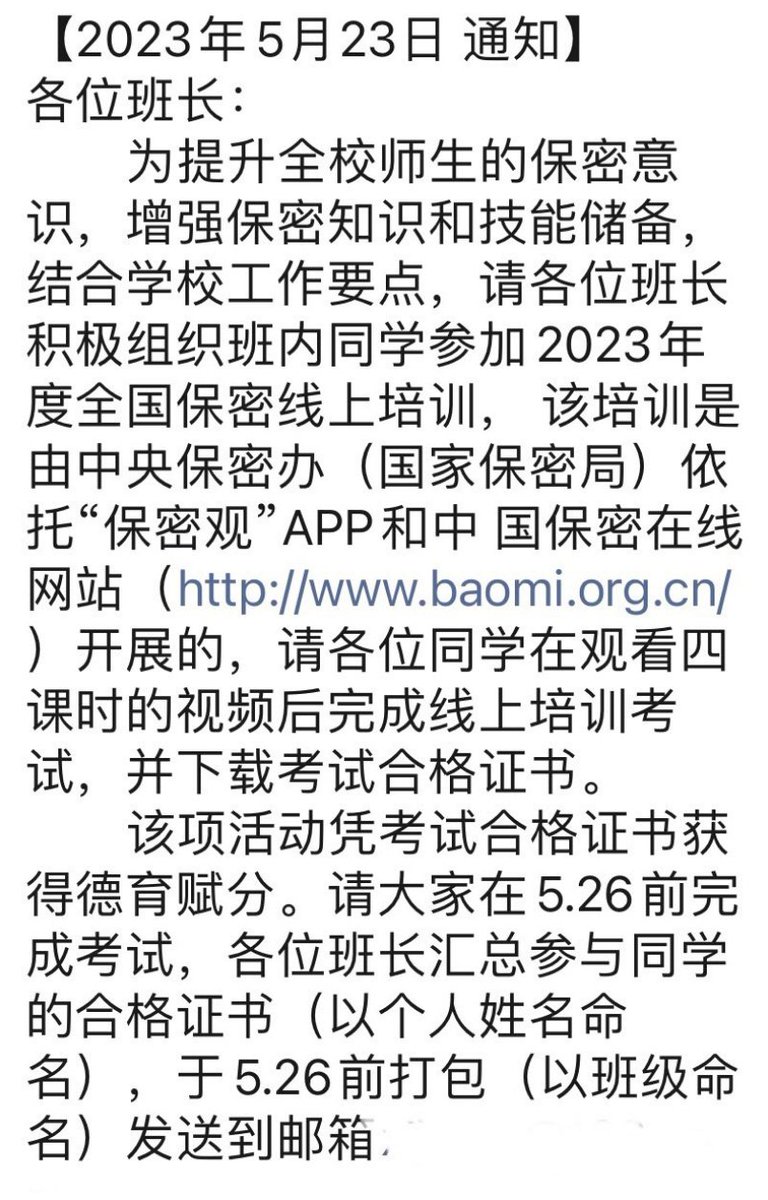 【2023年5月23日 通知】
各位班长：
为提升全校师生的保密意
识，增强保密知识和技能储备，
结合学校工作要点，请各位班长
积极组织班内同学参加2023年
度全国保密线上培训， 该培训是
由中央保密办（国家保密局）依
托“保密观”APP和中 国保密在线
网站（http://www.baomi.org.cn/
）开展的，请各位同学在观看四
课时的视频后完成线上培训考
试，并下载考试合格证书。
该项活动凭考试合格证书获
得德育赋分。请大家在5.26前完
成考试，各位班长汇总参与同学
的合格证书（以个人姓名命
名），于5.26前打包（以班级命
名）发送到邮箱